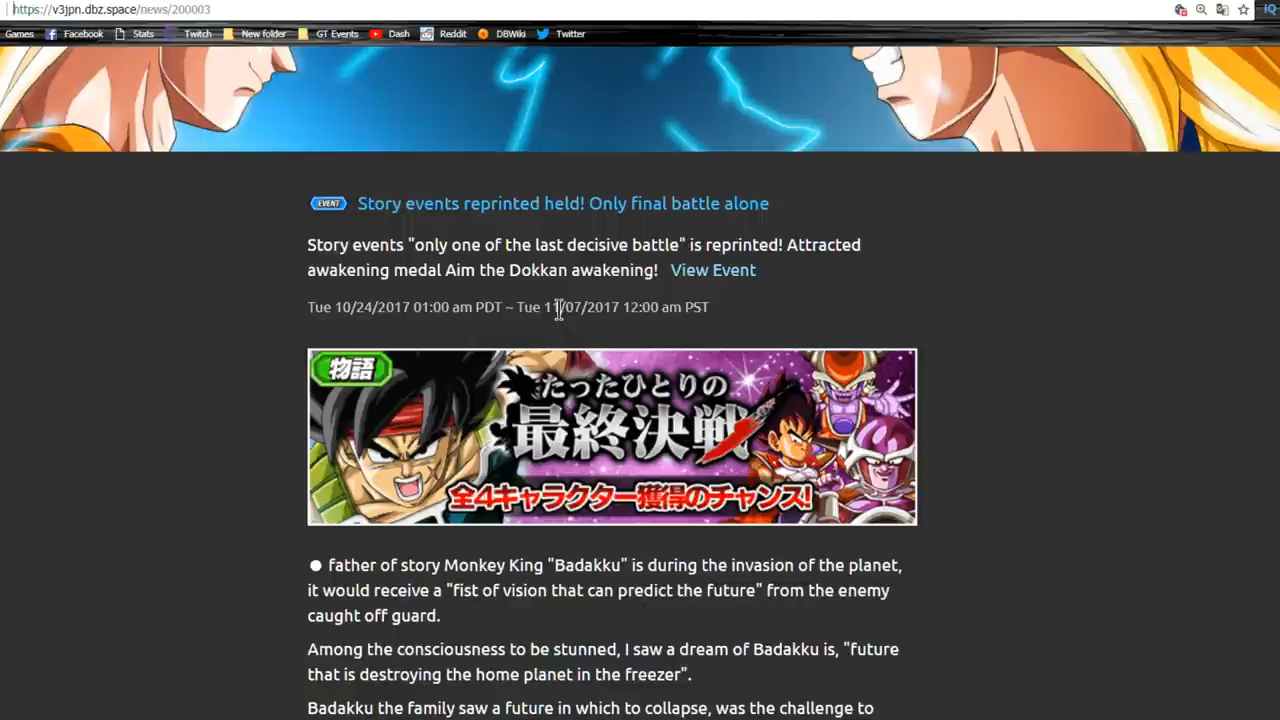 https://v3jpn.dbz.space/news/200003
Games Facebook Stats Twitch New folder GT Events Dash Reddit DBWiki Twitter
EVENT Story events reprinted held! Only final battle alone
Story events "only one of the last decisive battle" is reprinted! Attracted
awakening medal Aim the Dokkan awakening! View Event
Tue 10/24/2017 01:00 am PDT ~ Tue 11/07/2017 12:00 am PST
物語
たったひとりの
最終決戦
全4キャラクター獲得のチャンス!
● father of story Monkey King "Badakku" is during the invasion of the planet,
it would receive a "fist of vision that can predict the future" from the enemy
caught off guard.
Among the consciousness to be stunned, I saw a dream of Badakku is, "future
that is destroying the home planet in the freezer".
Badakku the family saw a future in which to collapse, was the challenge to